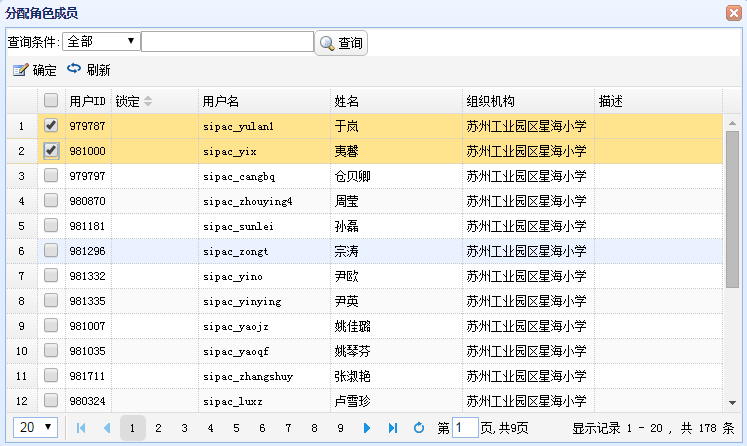 分配角色成员
查询条件: 全部 查询
确定 刷新
用户ID 锁定 用户名 姓名 组织机构 描述
1 979787 sipac_yulan1 于岚 苏州工业园区星海小学
2 981000 sipac_yix 夷馨 苏州工业园区星海小学
3 979797 sipac_cangbq 仓贝卿 苏州工业园区星海小学
4 980870 sipac_zhouying4 周莹 苏州工业园区星海小学
5 981181 sipac_sunlei 孙磊 苏州工业园区星海小学
6 981296 sipac_zongt 宗涛 苏州工业园区星海小学
7 981332 sipac_yino 尹欧 苏州工业园区星海小学
8 981335 sipac_yinying 尹英 苏州工业园区星海小学
9 981007 sipac_yaojz 姚佳璐 苏州工业园区星海小学
10 981035 sipac_yaoqf 姚琴芬 苏州工业园区星海小学
11 981711 sipac_zhangshuy 张淑艳 苏州工业园区星海小学
12 980324 sipac_luxz 卢雪珍 苏州工业园区星海小学
20 1 2 3 4 5 6 7 8 9 第 1 页,共9页 显示记录 1 - 20 , 共 178 条